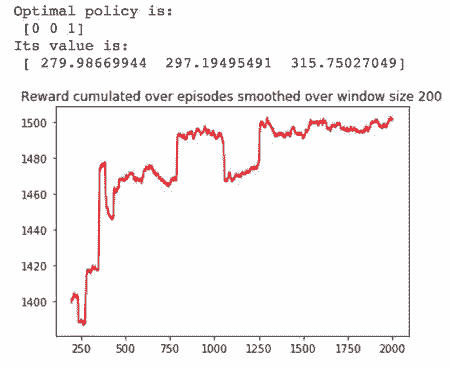 Optimal policy is:
[0 0 1]
Its value is:
[ 279.98669944 297.19495491 315.75027049]
Reward cumulated over episodes smoothed over window size 200
1500
1480
1460
1440
1420
1400
250 500 750 1000 1250 1500 1750 2000